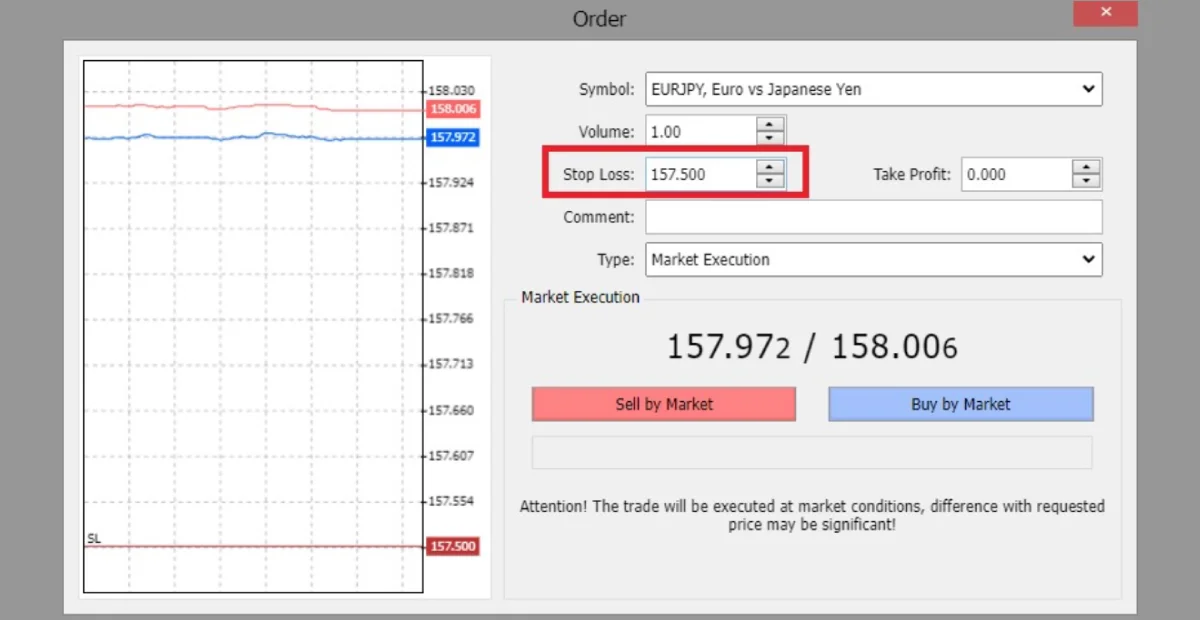 Order
158.030
158.006
157.972
157.924
157.871
157.818
157.766
157.713
157.660
157.607
157.554
SL
157.500
Symbol: EURJPY, Euro vs Japanese Yen
Volume: 1.00
Stop Loss: 157.500 Take Profit: 0.000
Comment:
Type: Market Execution
Market Execution
157.972 / 158.006
Sell by Market Buy by Market
Attention! The trade will be executed at market conditions, difference with requested
price may be significant!